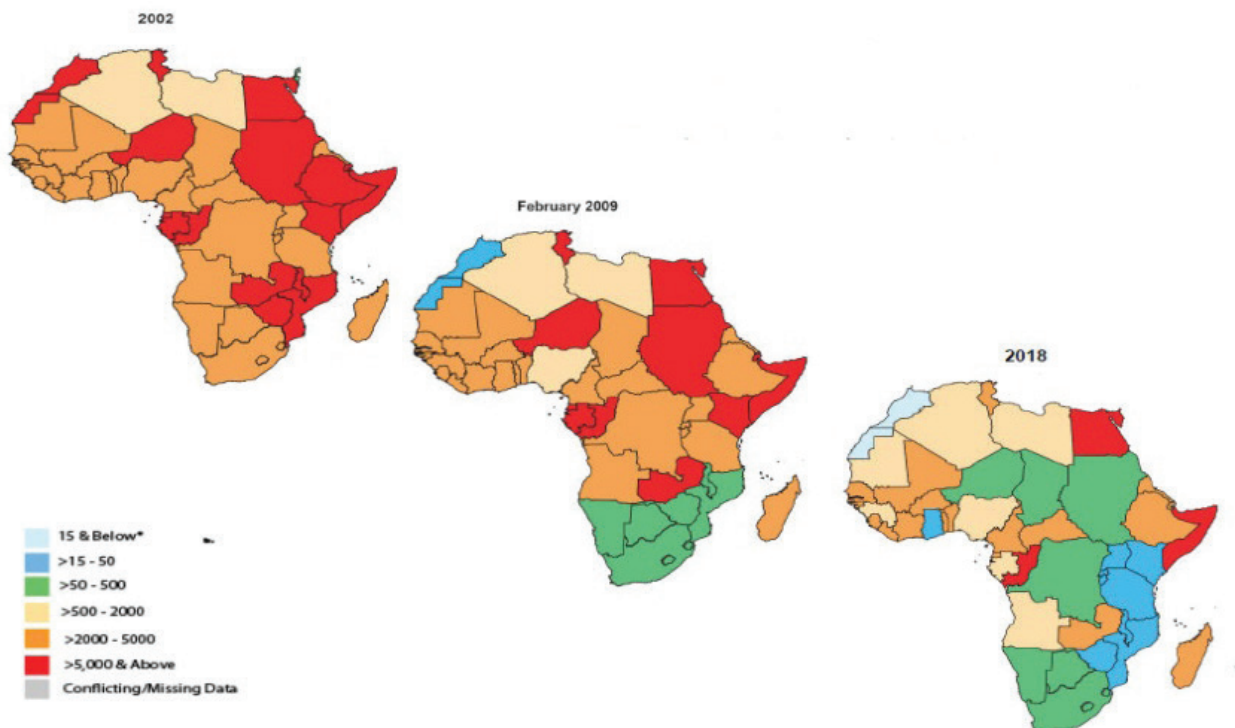 2002
February 2009
2018
15 & Below*
>15 - 50
>50 - 500
>500 - 2000
>2000 - 5000
>5,000 & Above
Conflicting/Missing Data